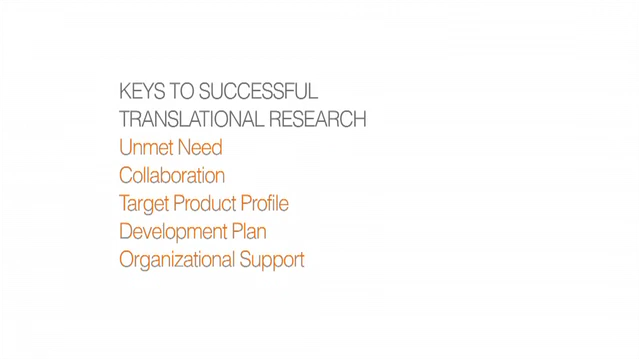 KEYS TO SUCCESSFUL
TRANSLATIONAL RESEARCH
Unmet Need
Collaboration
Target Product Profile
Development Plan
Organizational Support